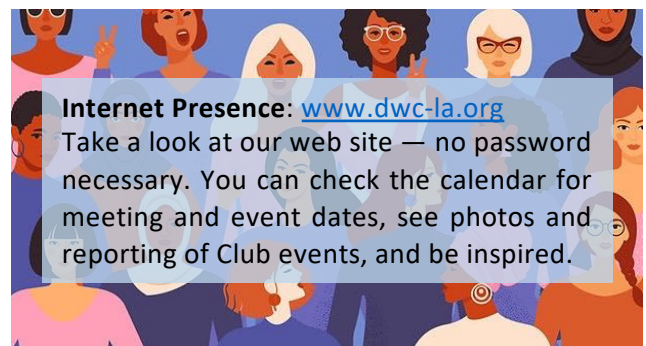 Internet Presence: www.dwc-la.org
Take a look at our web site — no password
necessary. You can check the calendar for
meeting and event dates, see photos and
reporting of Club events, and be inspired.